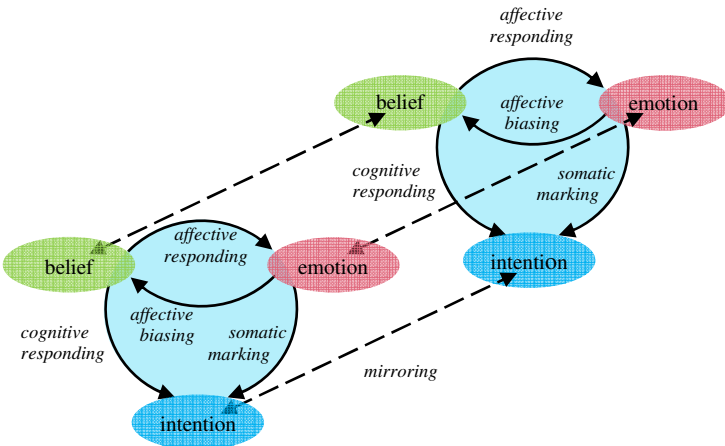 affective
responding
belief
affective
biasing
emotion
cognitive
responding
somatic
marking
intention
belief
affective
responding
emotion
cognitive
responding
affective
biasing
somatic
marking
mirroring
intention